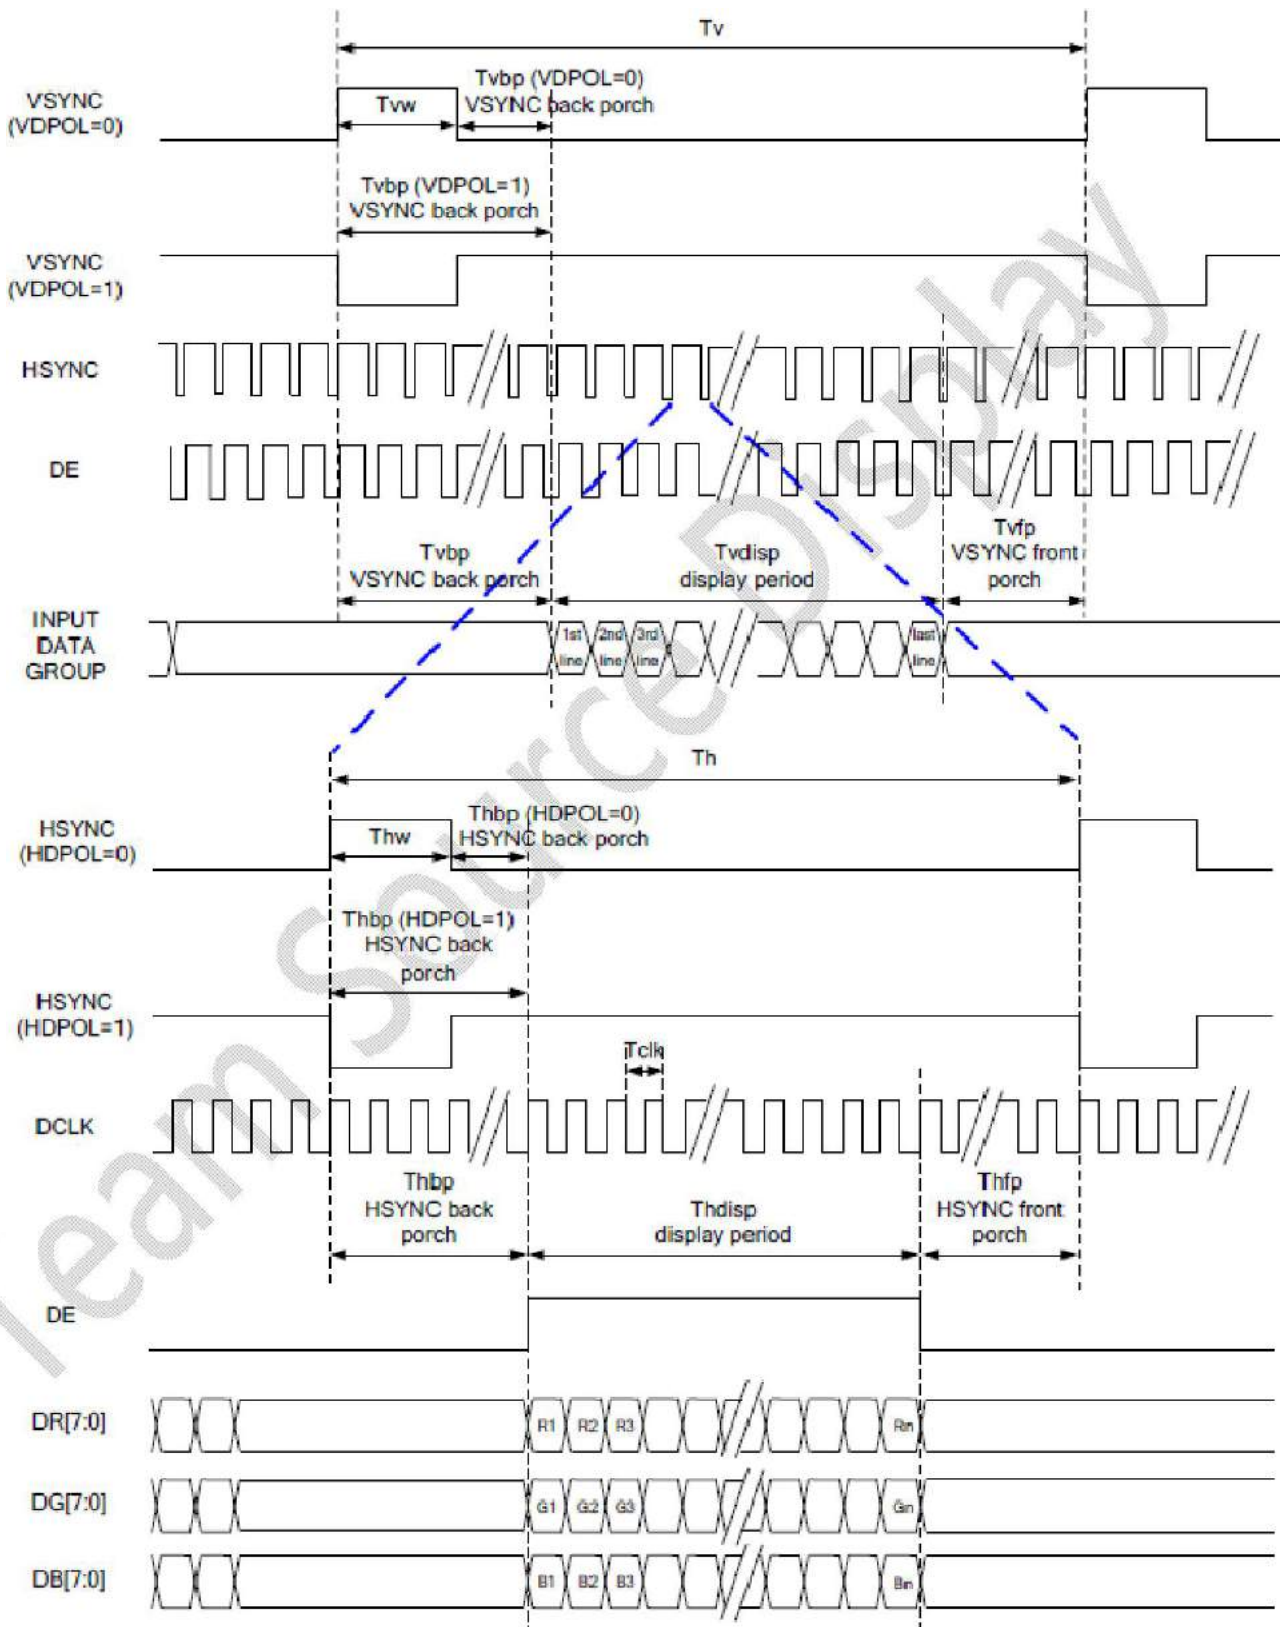 Tv
Tvbp (VDPOL=0)
VSYNC back porch
VSYNC
(VDPOL=0)
Tvw
Tvbp (VDPOL=1)
VSYNC back porch
VSYNC
(VDPOL=1)
HSYNC
DE
Tvbp
VSYNC back porch
Tvdisp
display period
Tvfp
VSYNC front
porch
INPUT
DATA
GROUP
1st
line
2nd
line
3rd
line
last
line
Th
HSYNC
(HDPOL=0)
Thw
Thbp (HDPOL=0)
HSYNC back porch
Thbp (HDPOL=1)
HSYNC back
porch
HSYNC
(HDPOL=1)
Tclk
DCLK
Thbp
HSYNC back
porch
Thdisp
display period
Thfp
HSYNC front
porch
DE
DR[7:0]
R1 R2 R3 Rn
DG[7:0]
G1 G2 G3 Gn
DB[7:0]
B1 B2 B3 Bn
Team Source Display